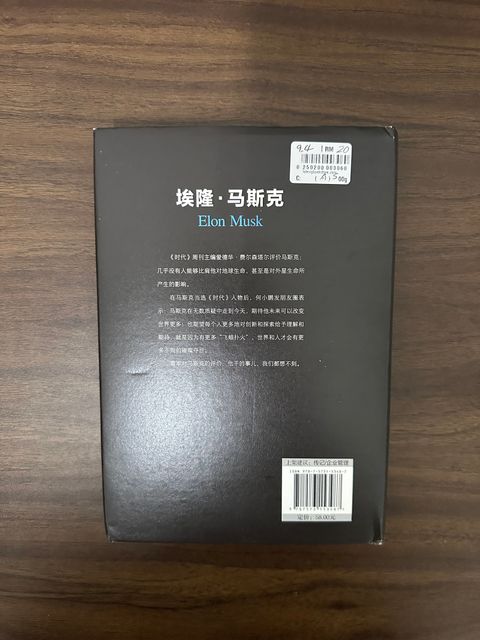 9.4 1RM 20
0 250200 003060
埃隆·马斯克
Elon Musk
《时代》周刊主编爱德华·费尔森塔尔评价马斯克：
几乎没有人能够比肩他对地球生命，甚至是对外星生命所
产生的影响。
在马斯克当选《时代》人物后，何小鹏发朋友圈表
示：马斯克在无数质疑中走到今天，期待他未来可以改变
世界更多；也期望每个人更多地对创新和探索给予理解和
期待，就是因为有更多“飞蛾扑火”，世界和人才会有更
多不同的璀璨夺目。
对马斯克的评价：他干的事儿，我们都想不到。
上架建议：传记/企业管理
定价：58.00元